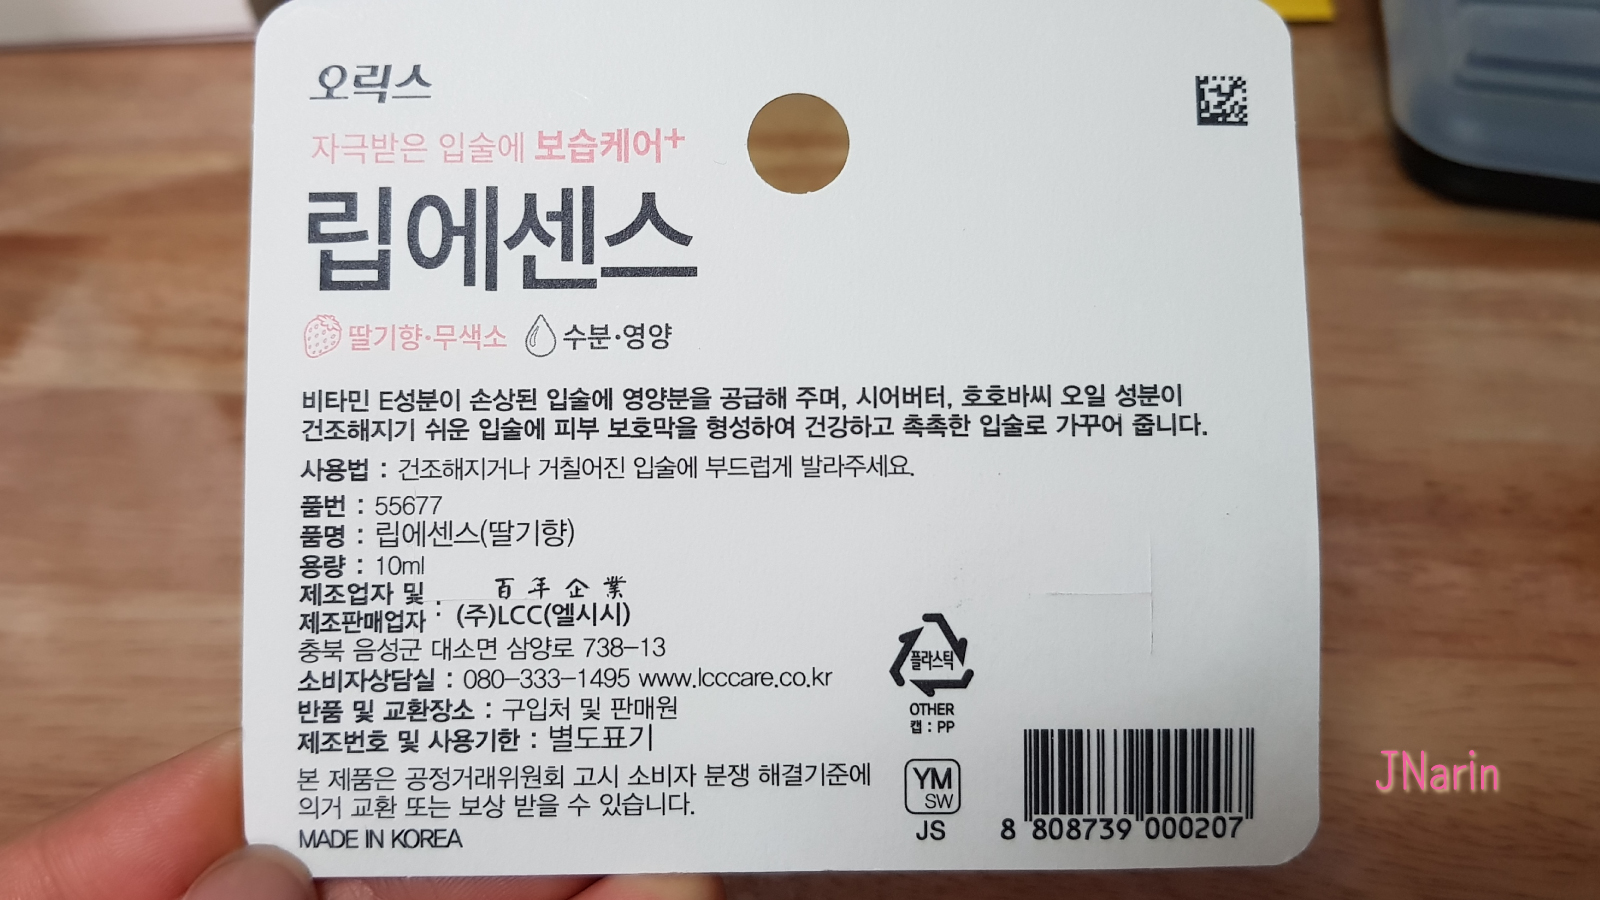 오릭스
자극받은 입술에 보습케어+
립에센스
딸기향·무색소 수분·영양
비타민 E성분이 손상된 입술에 영양분을 공급해 주며, 시어버터, 호호바씨 오일 성분이
건조해지기 쉬운 입술에 피부 보호막을 형성하여 건강하고 촉촉한 입술로 가꾸어 줍니다.
사용법 : 건조해지거나 거칠어진 입술에 부드럽게 발라주세요.
품번 : 55677
품명 : 립에센스(딸기향)
용량 : 10ml
百年企業
제조업자 및
제조판매업자 : (주)LCC(엘시시)
충북 음성군 대소면 삼양로 738-13
소비자상담실 : 080-333-1495 www.lcccare.co.kr
반품 및 교환장소 : 구입처 및 판매원
제조번호 및 사용기한 : 별도표기
본 제품은 공정거래위원회 고시 소비자 분쟁 해결기준에
의거 교환 또는 보상 받을 수 있습니다.
MADE IN KOREA
플라스틱
OTHER
캡 : PP
YM
SW
JS
8 808739 000207
JNarin